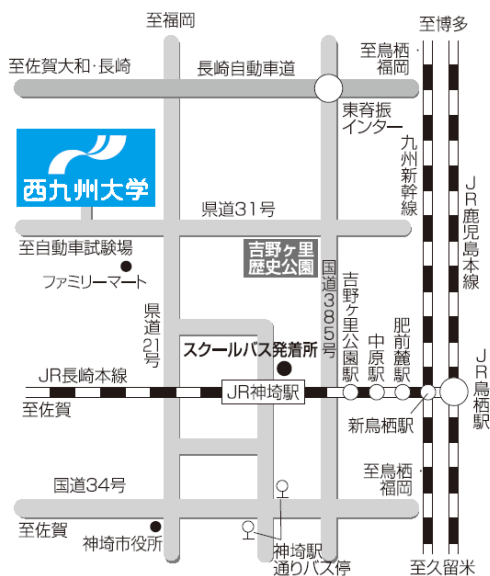 至福岡
至博多
至鳥栖
福岡
至佐賀大和・長崎
長崎自動車道
東脊振
インター
九州新幹線
JR鹿児島本線
西九州大学
県道31号
至自動車試験場
吉野ヶ里
歴史公園
国道385号
ファミリーマート
県道21号
吉野ヶ里公園駅
中原駅
肥前麓駅
スクールバス発着所
JR長崎本線
JR神埼駅
JR鳥栖駅
至佐賀
新鳥栖駅
国道34号
至鳥栖
福岡
至佐賀
神埼市役所
神埼駅
通りバス停
至久留米